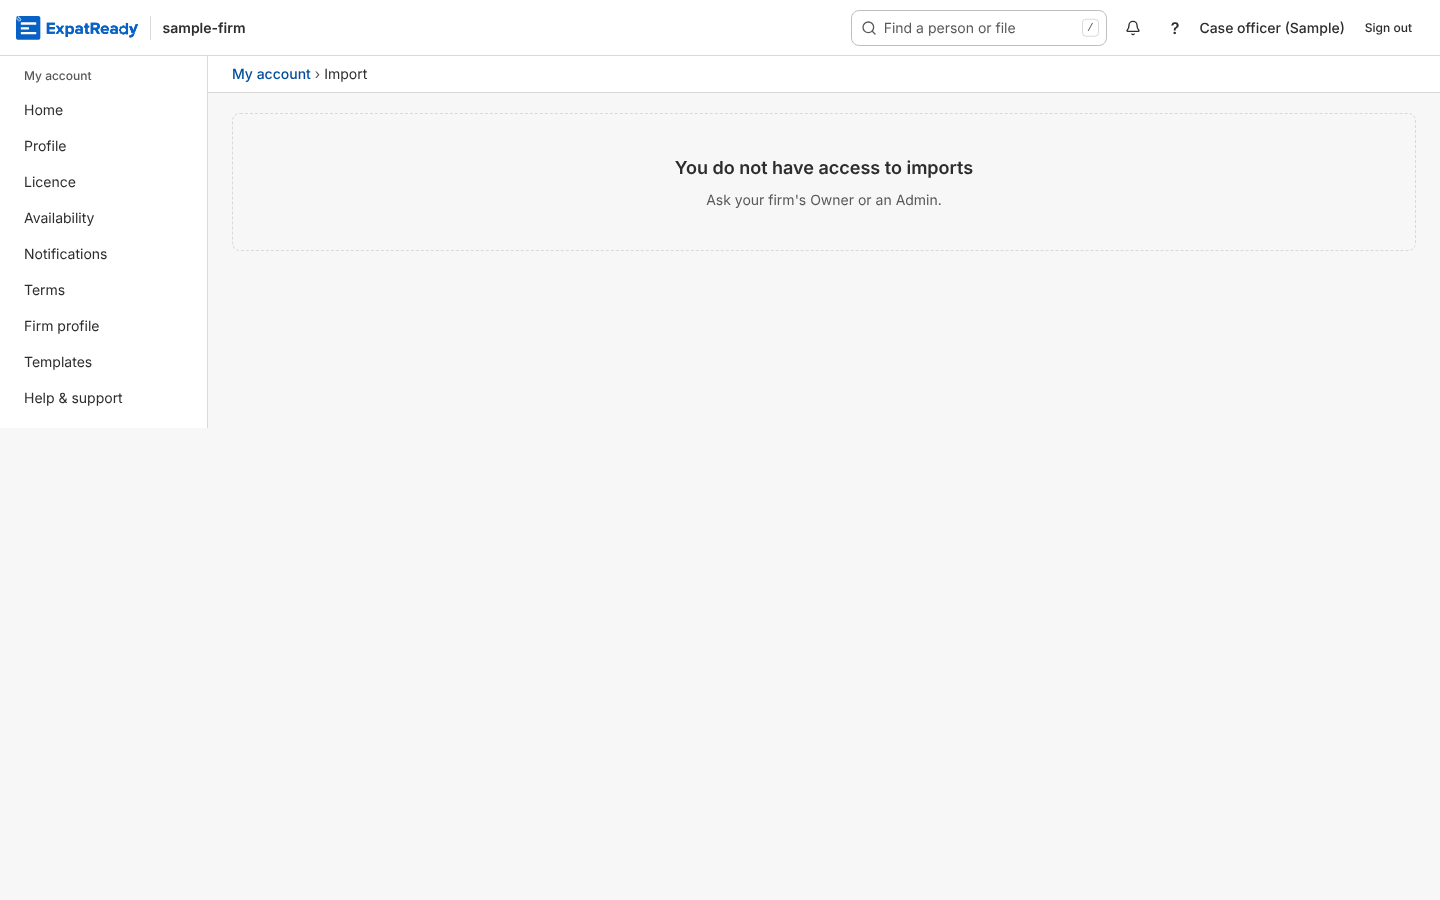 ExpatReady
sample-firm
Find a person or file
/
?
Case officer (Sample)
Sign out
My account
Home
Profile
Licence
Availability
Notifications
Terms
Firm profile
Templates
Help & support
My account › Import
You do not have access to imports
Ask your firm's Owner or an Admin.